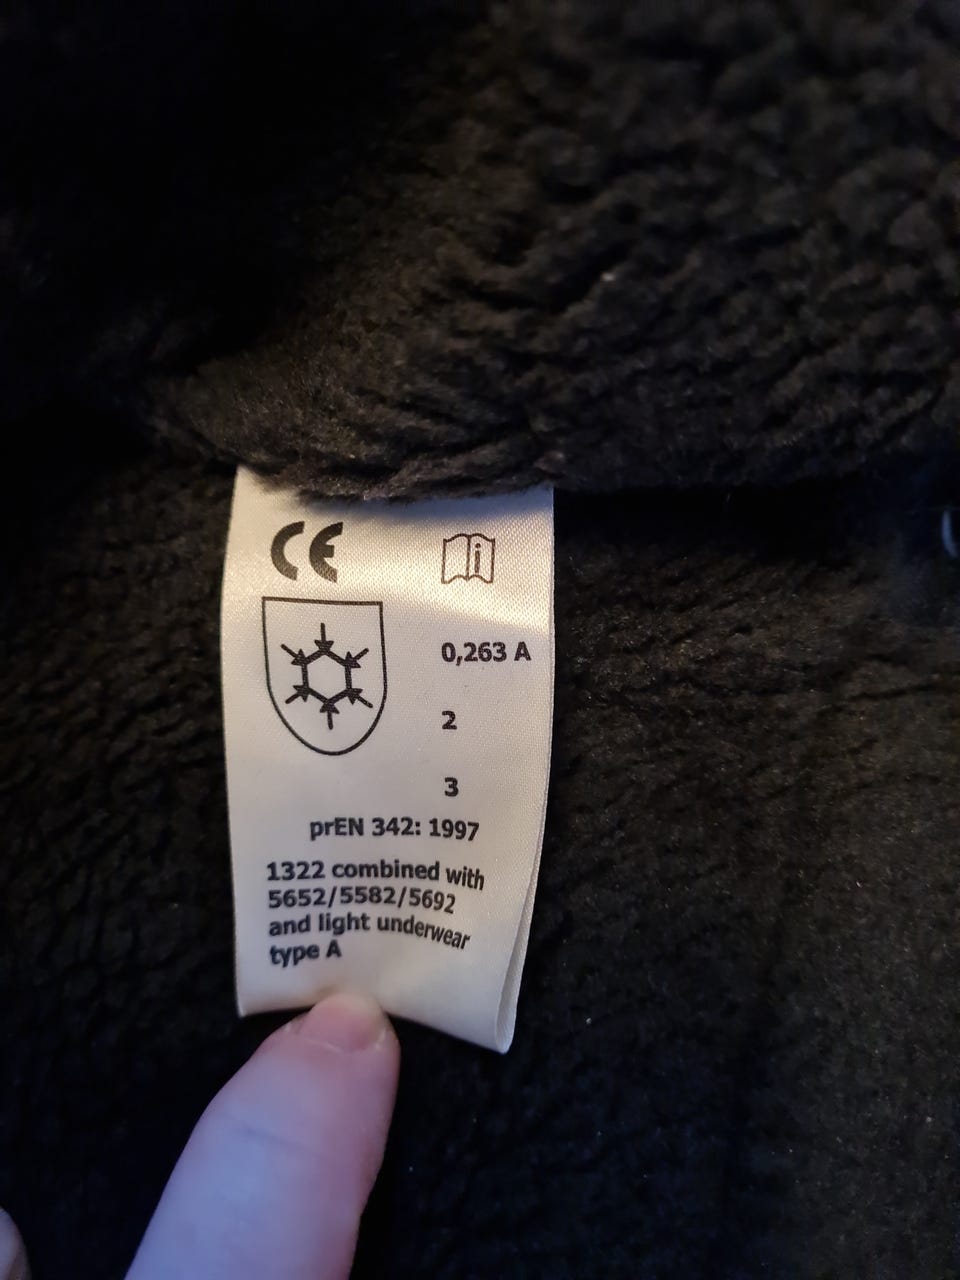 CE
i
0,263 A
2
3
prEN 342: 1997
1322 combined with
5652/5582/5692
and light underwear
type A